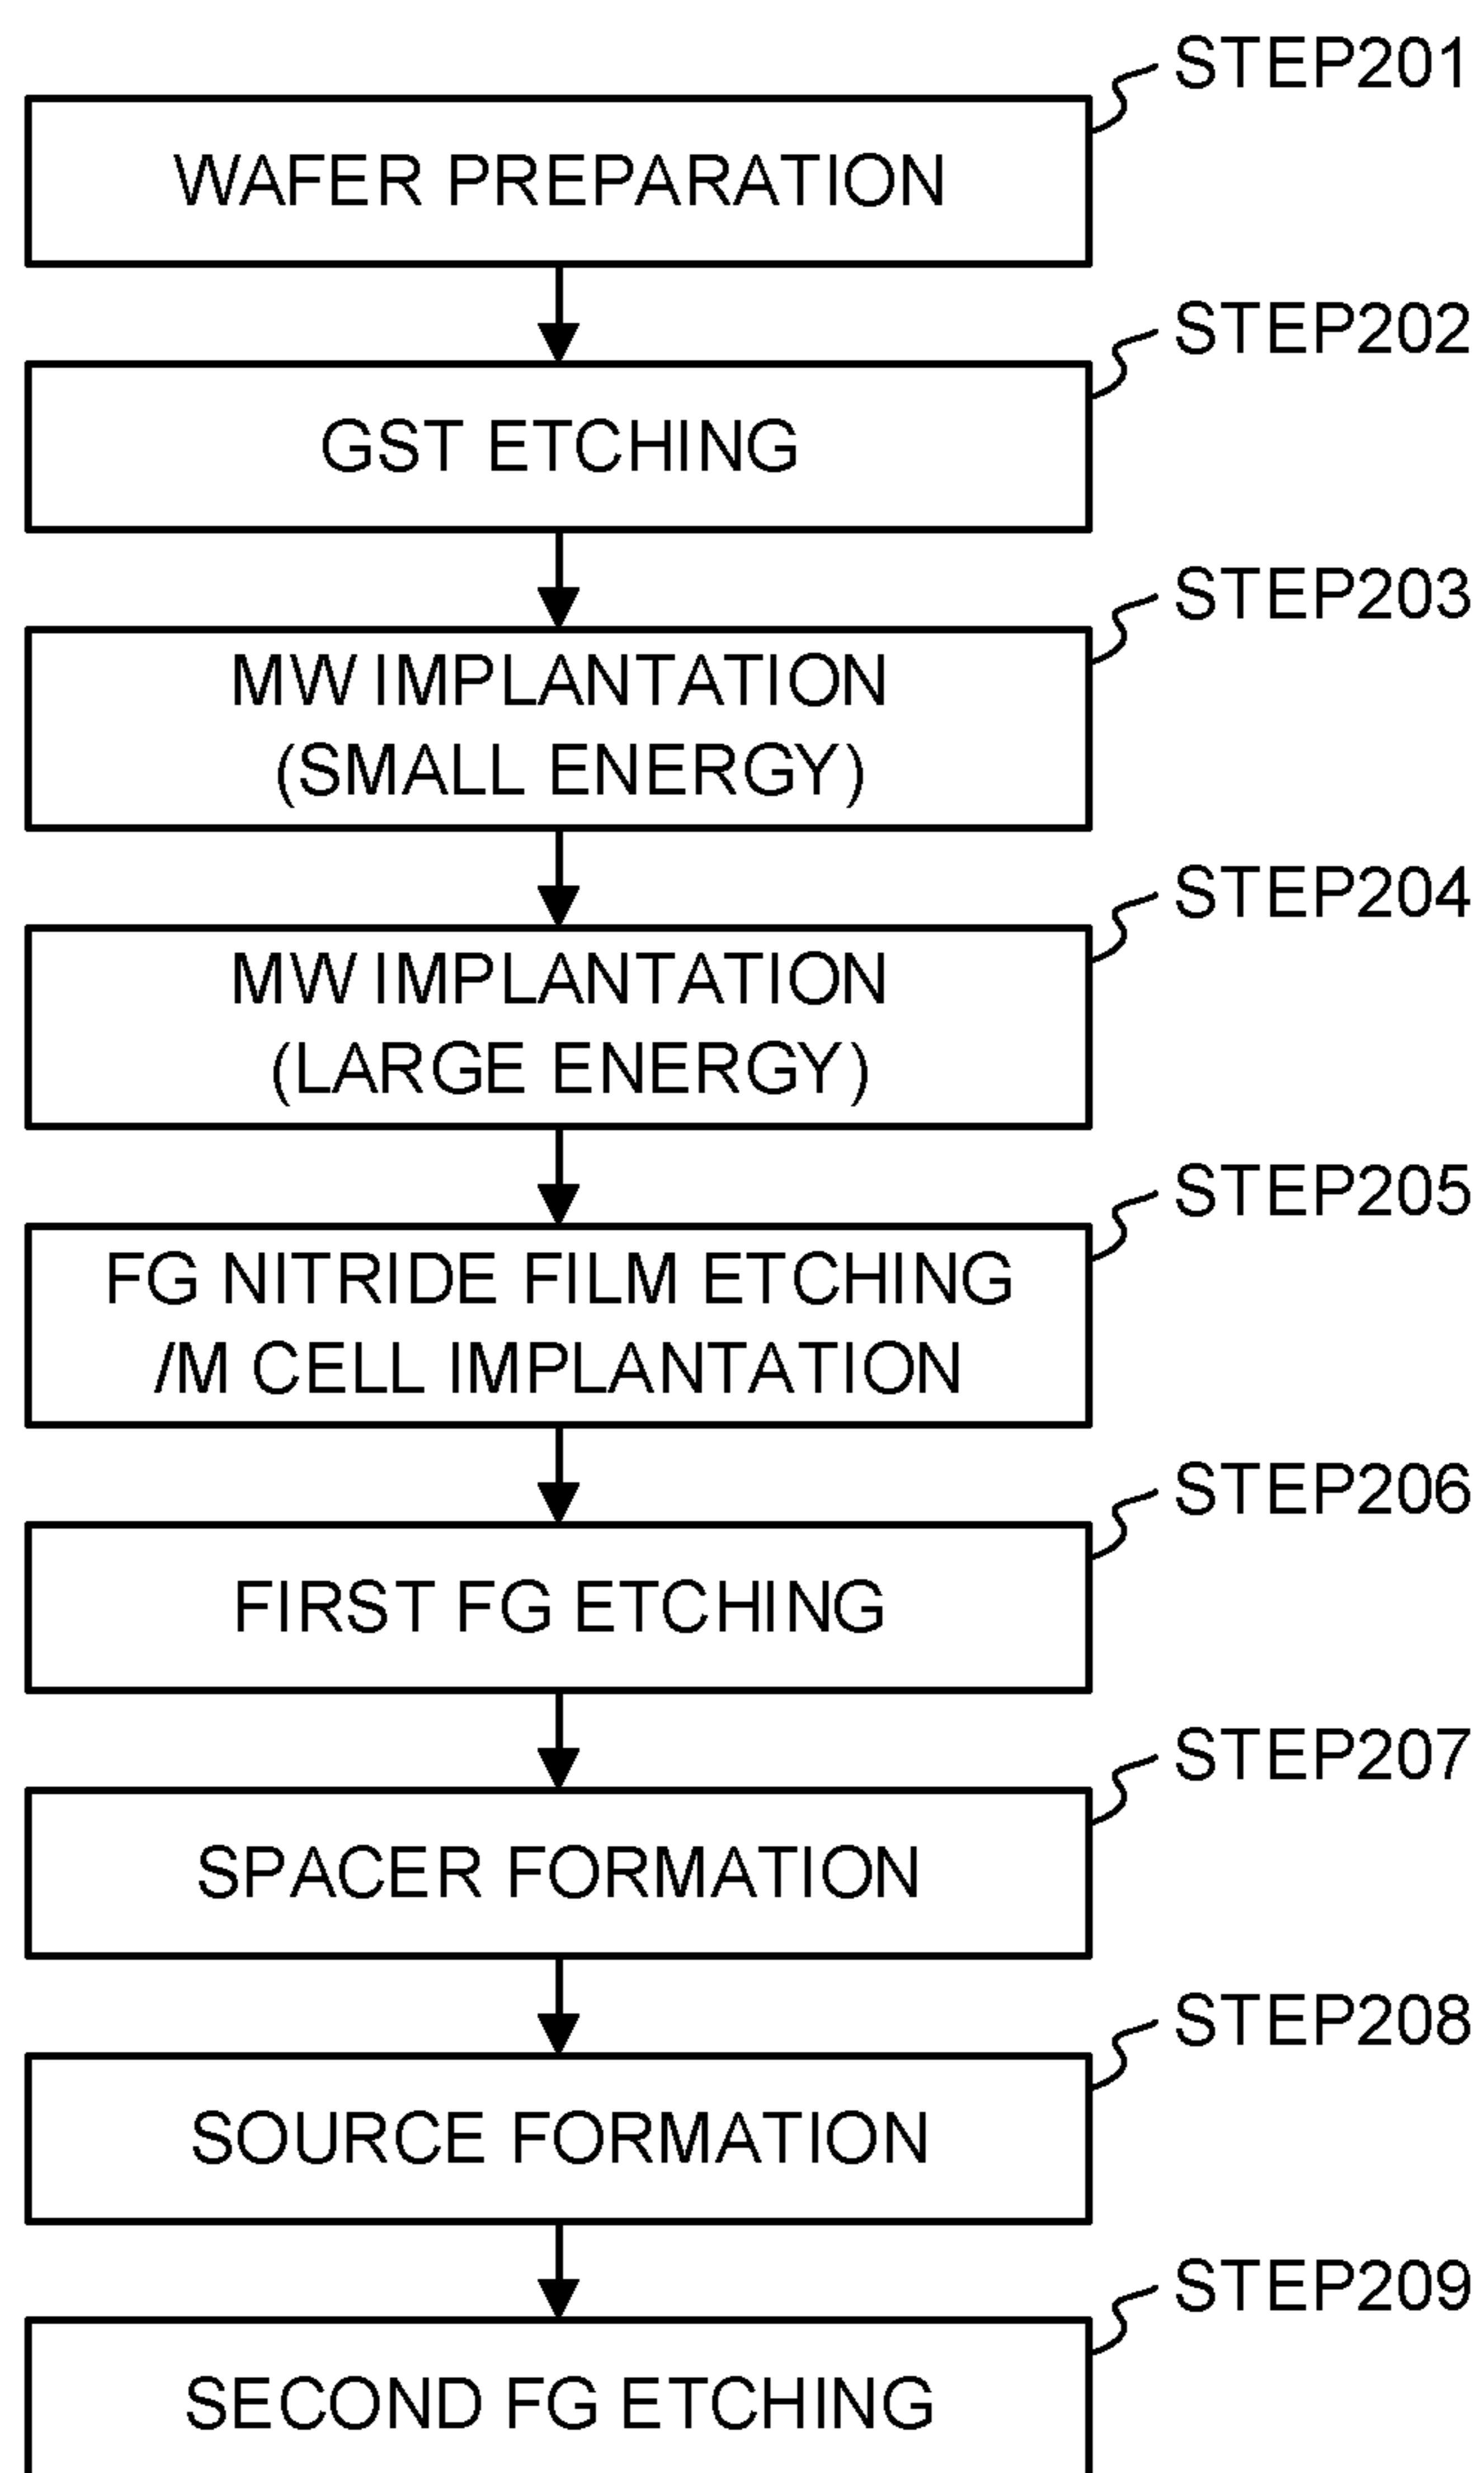 STEP201
WAFER PREPARATION
STEP202
GST ETCHING
STEP203
MW IMPLANTATION
(SMALL ENERGY)
STEP204
MW IMPLANTATION
(LARGE ENERGY)
STEP205
FG NITRIDE FILM ETCHING
/M CELL IMPLANTATION
STEP206
FIRST FG ETCHING
STEP207
SPACER FORMATION
STEP208
SOURCE FORMATION
STEP209
SECOND FG ETCHING